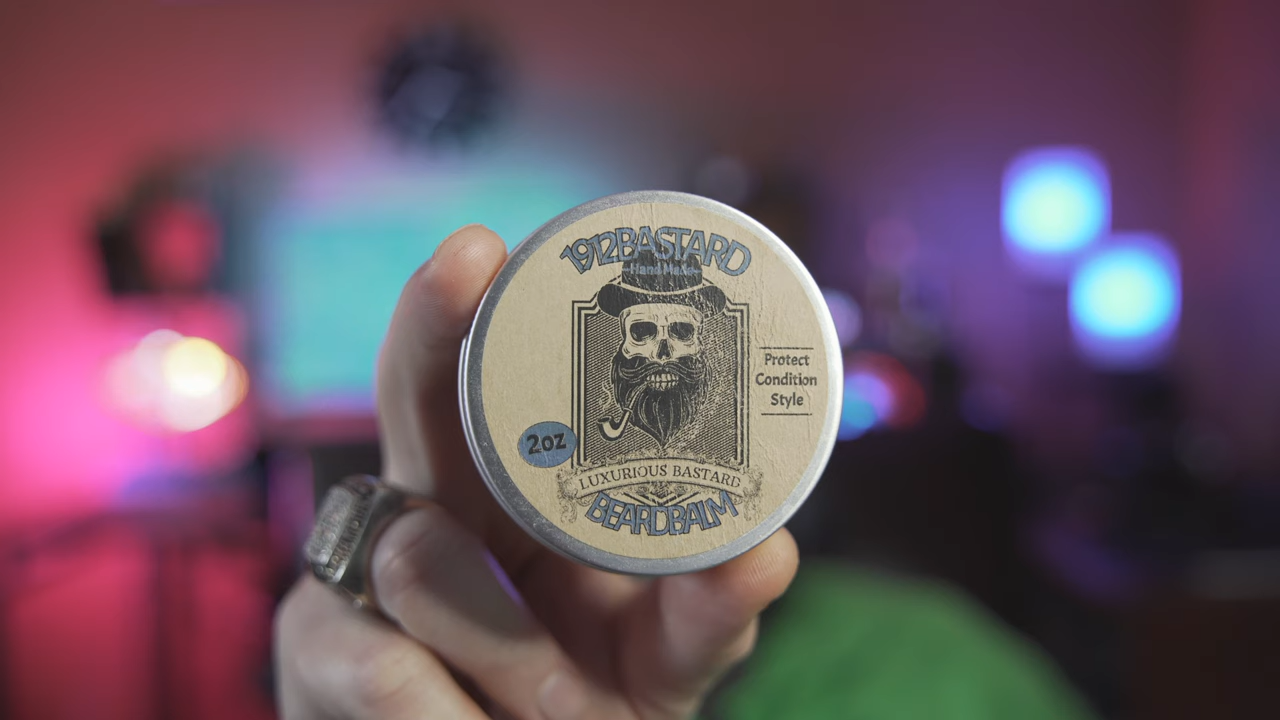 1912BASTARD
-HandMade-
Protect
Condition
Style
2oz
LUXURIOUS BASTARD
BEARDBALM